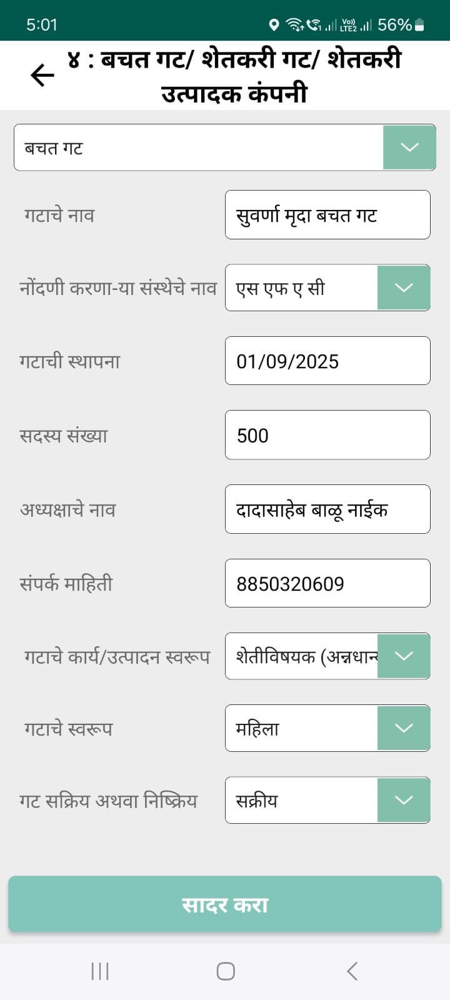 5:01
Vo))
LTE2
56%
४ : बचत गट/ शेतकरी गट/ शेतकरी
उत्पादक कंपनी
बचत गट
गटाचे नाव
सुवर्णा मृदा बचत गट
नोंदणी करणा-या संस्थेचे नाव
एस एफ ए सी
गटाची स्थापना
01/09/2025
सदस्य संख्या
500
अध्यक्षाचे नाव
दादासाहेब बाळू नाईक
संपर्क माहिती
8850320609
गटाचे कार्य/उत्पादन स्वरूप
शेतीविषयक (अन्नधान्
गटाचे स्वरूप
महिला
गट सक्रिय अथवा निष्क्रिय
सक्रीय
सादर करा